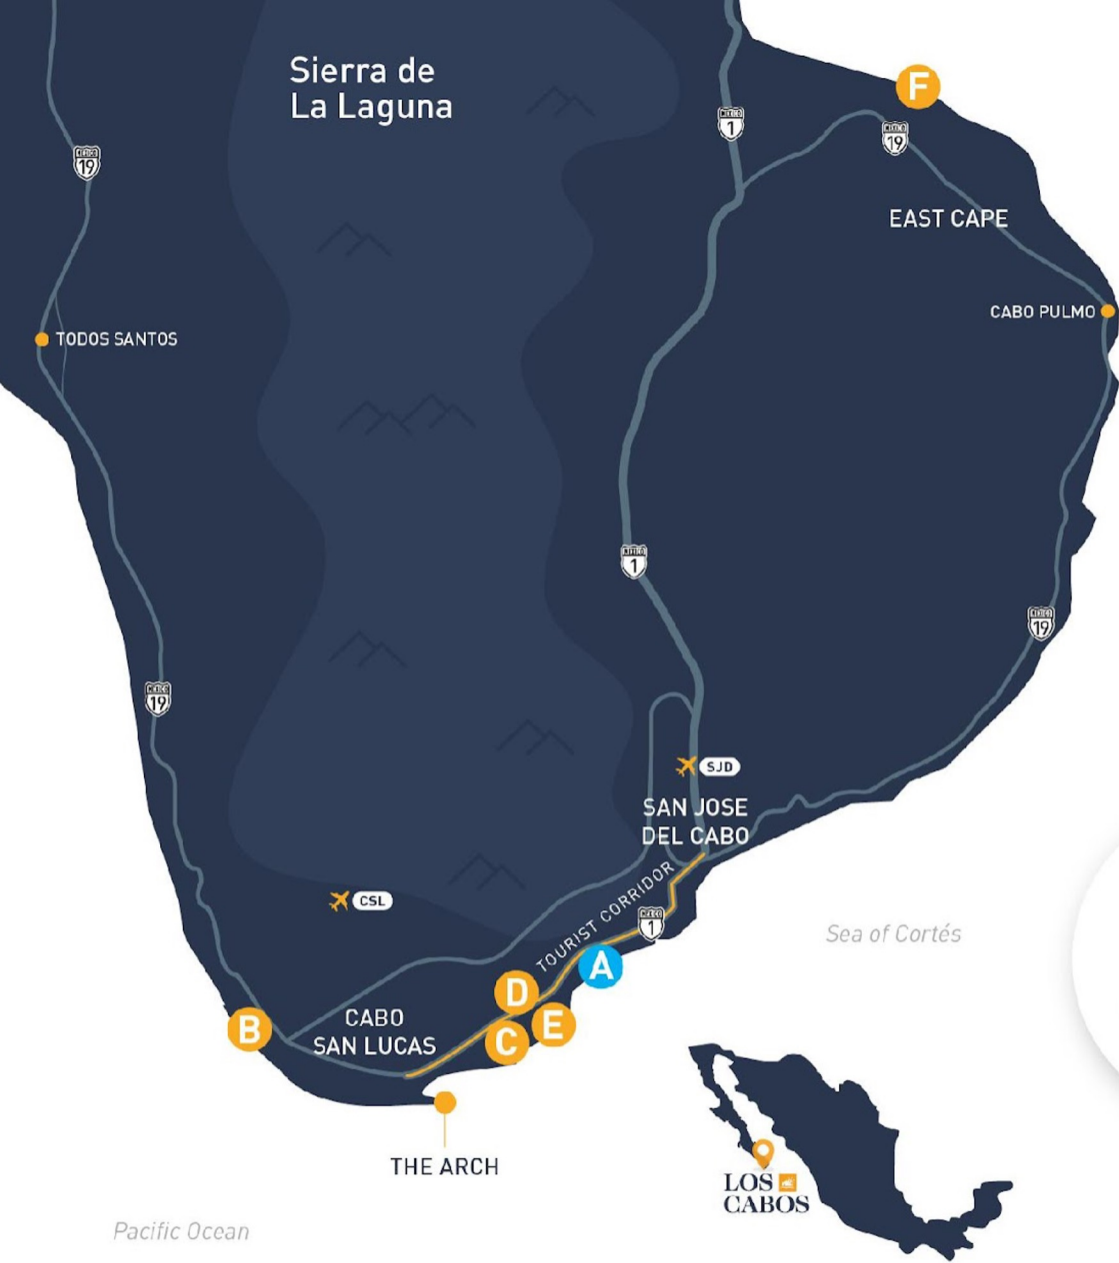 Sierra de
La Laguna
F
1
19
19
EAST CAPE
CABO PULMO
TODOS SANTOS
1
19
19
SJD
SAN JOSE
DEL CABO
CSL
TOURIST CORRIDOR
1
Sea of Cortés
A
D
B
CABO
SAN LUCAS
C
E
THE ARCH
LOS
CABOS
Pacific Ocean